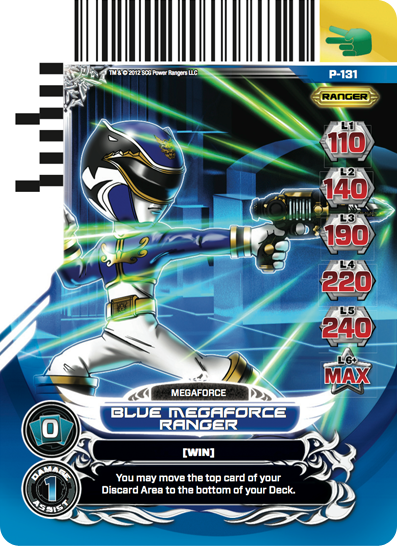 TM & © 2012 SCG Power Rangers LLC
P-131
RANGER
L1
110
L2
140
L3
190
L4
220
L5
240
L6+
MAX
MEGAFORCE
BLUE MEGAFORCE
RANGER
0
[WIN]
DAMAGE
1
ASSIST
You may move the top card of your
Discard Area to the bottom of your Deck.